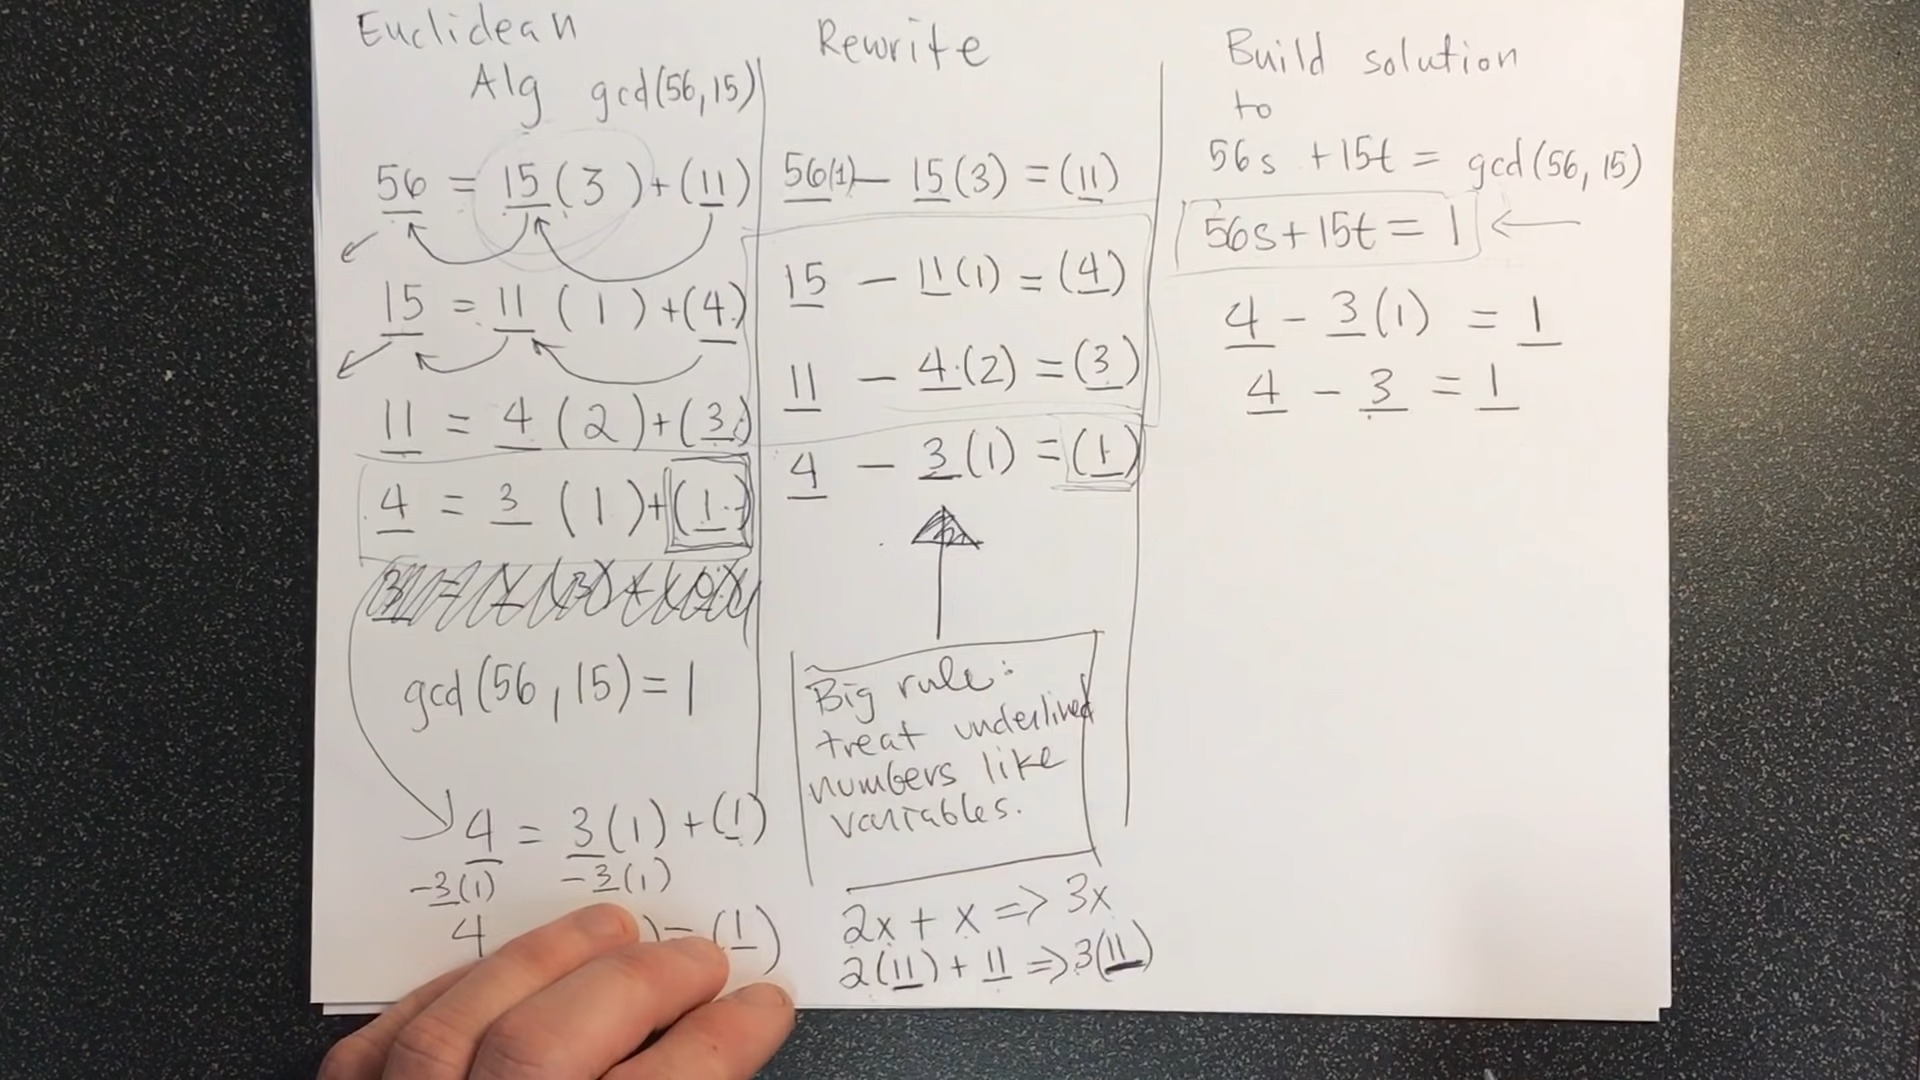 Euclidean
Alg gcd(56,15)
56 = 15(3)+(11)
15 = 11(1)+(4)
11 = 4(2)+(3)
4 = 3(1)+(1)
gcd(56,15)=1
4 = 3(1)+(1)
-3(1) -3(1)
4 )=(1)
Rewrite
56(1)- 15(3)=(11)
15 - 11(1)=(4)
11 - 4·(2)=(3)
4 - 3(1)=(1)
Big rule:
treat underlined
numbers like
variables.
2x + x => 3x
2(11) + 11 => 3(11)
Build solution
to
56s +15t = gcd(56,15)
56s+15t = 1
4 - 3(1) = 1
4 - 3 = 1